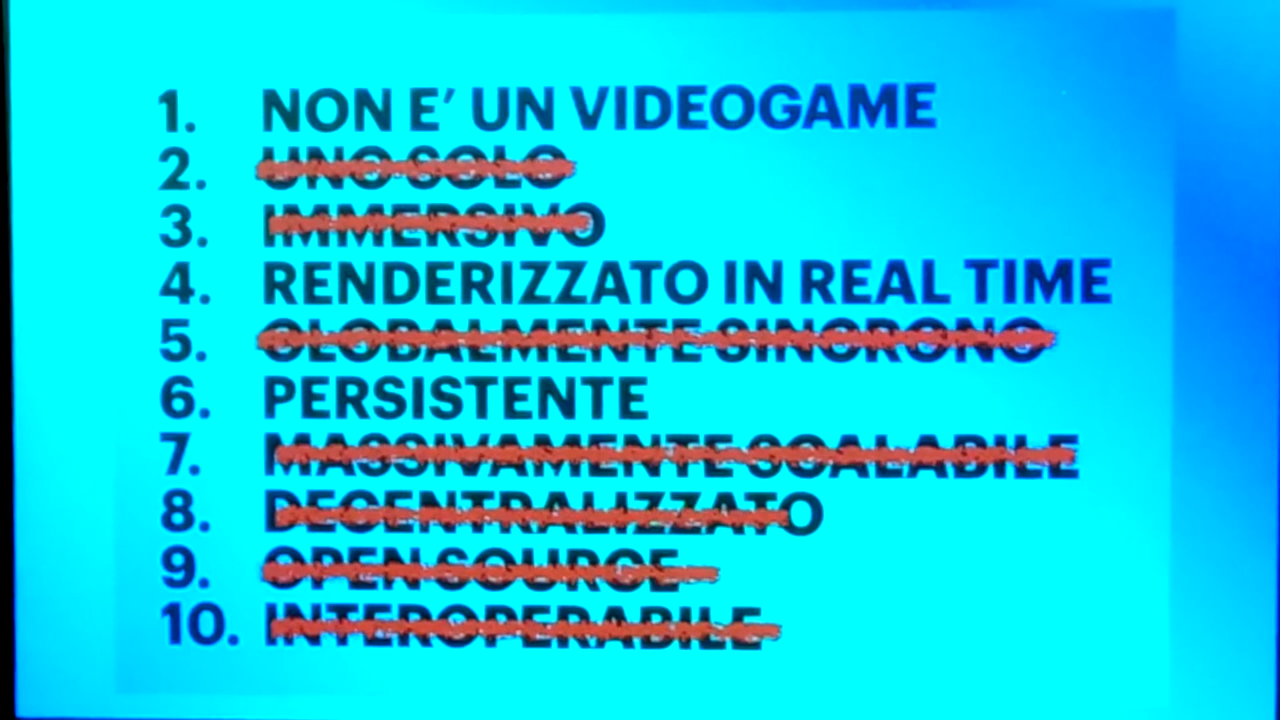 1. NON E’ UN VIDEOGAME
2. UNO SOLO
3. IMMERSIVO
4. RENDERIZZATO IN REAL TIME
5. GLOBALMENTE SINCRONO
6. PERSISTENTE
7. MASSIVAMENTE SCALABILE
8. DECENTRALIZZATO
9. OPEN SOURCE
10. INTEROPERABILE